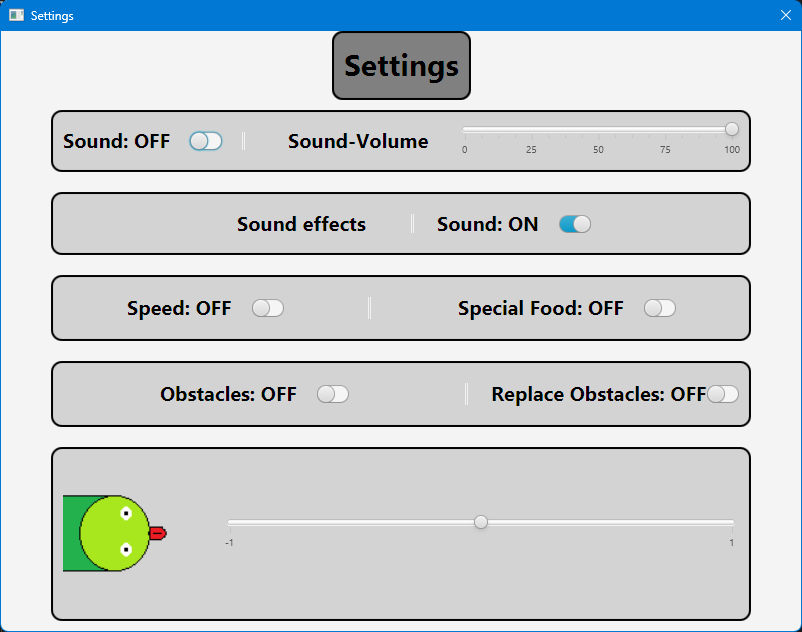 Settings
Settings
Sound: OFF Sound-Volume
0 25 50 75 100
Sound effects Sound: ON
Speed: OFF Special Food: OFF
Obstacles: OFF Replace Obstacles: OFF
-1 1